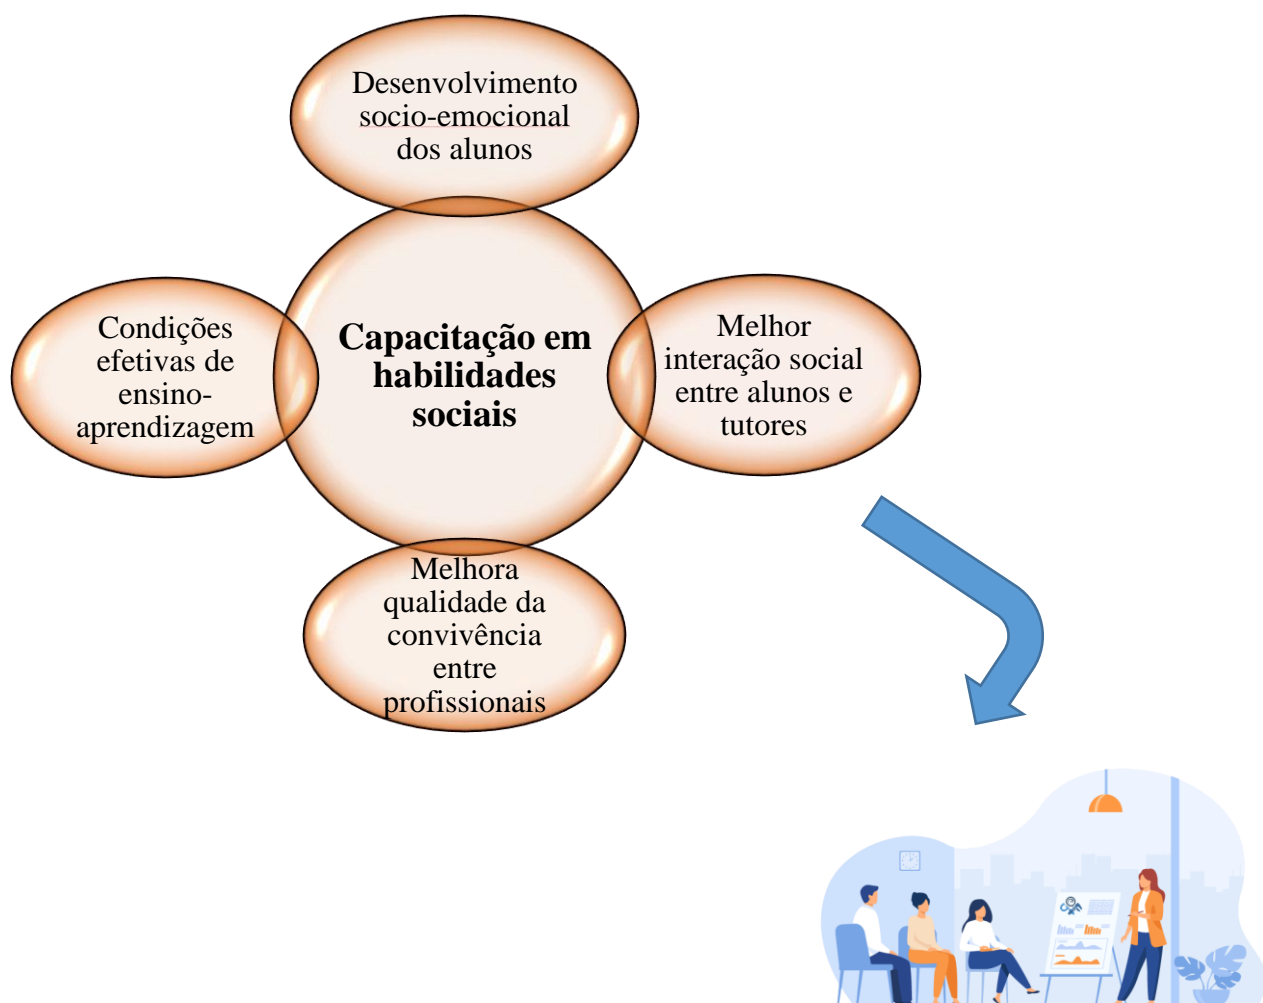 Desenvolvimento
socio-emocional
dos alunos
Condições
efetivas de
ensino-
aprendizagem
Capacitação em
habilidades
sociais
Melhor
interação social
entre alunos e
tutores
Melhora
qualidade da
convivência
entre
profissionais